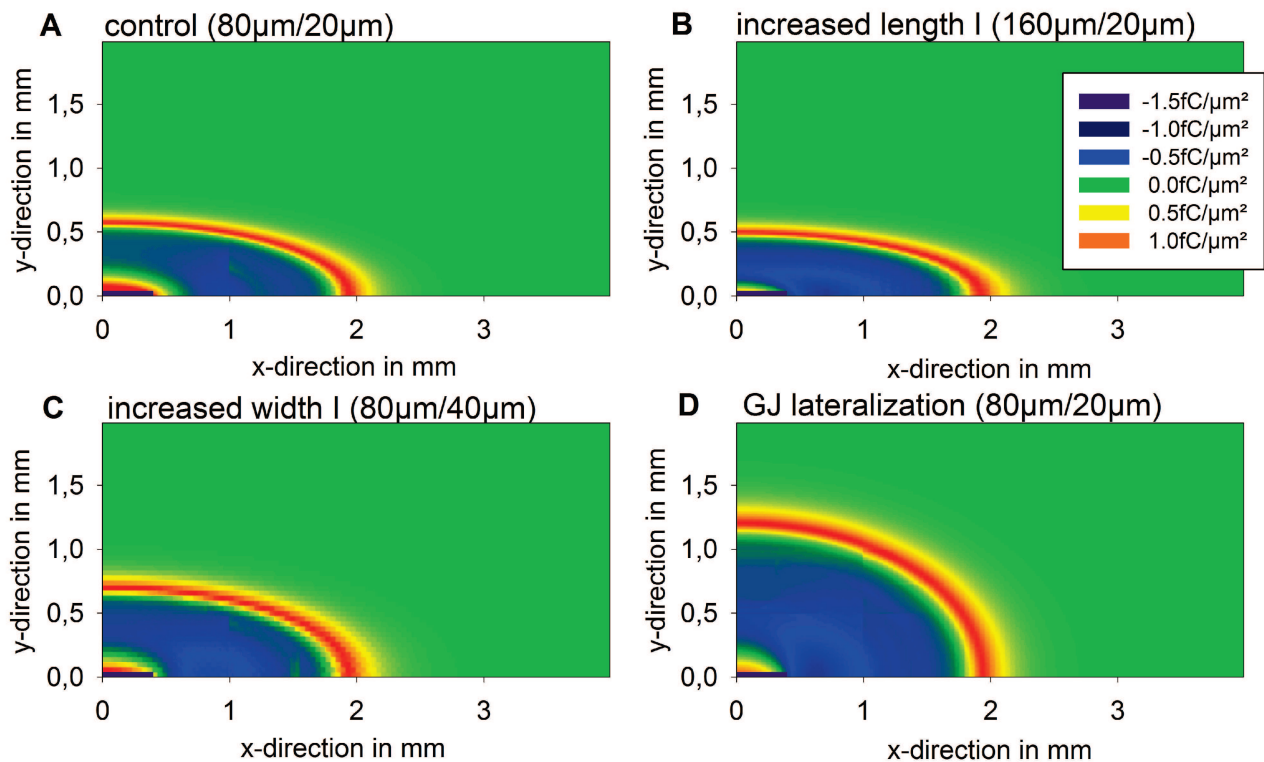 A control (80µm/20µm)
y-direction in mm
1,5
1,0
0,5
0,0
0 1 2 3
x-direction in mm
B increased length I (160µm/20µm)
y-direction in mm
1,5
1,0
0,5
0,0
0 1 2 3
x-direction in mm
-1.5fC/µm²
-1.0fC/µm²
-0.5fC/µm²
0.0fC/µm²
0.5fC/µm²
1.0fC/µm²
C increased width I (80µm/40µm)
y-direction in mm
1,5
1,0
0,5
0,0
0 1 2 3
x-direction in mm
D GJ lateralization (80µm/20µm)
y-direction in mm
1,5
1,0
0,5
0,0
0 1 2 3
x-direction in mm